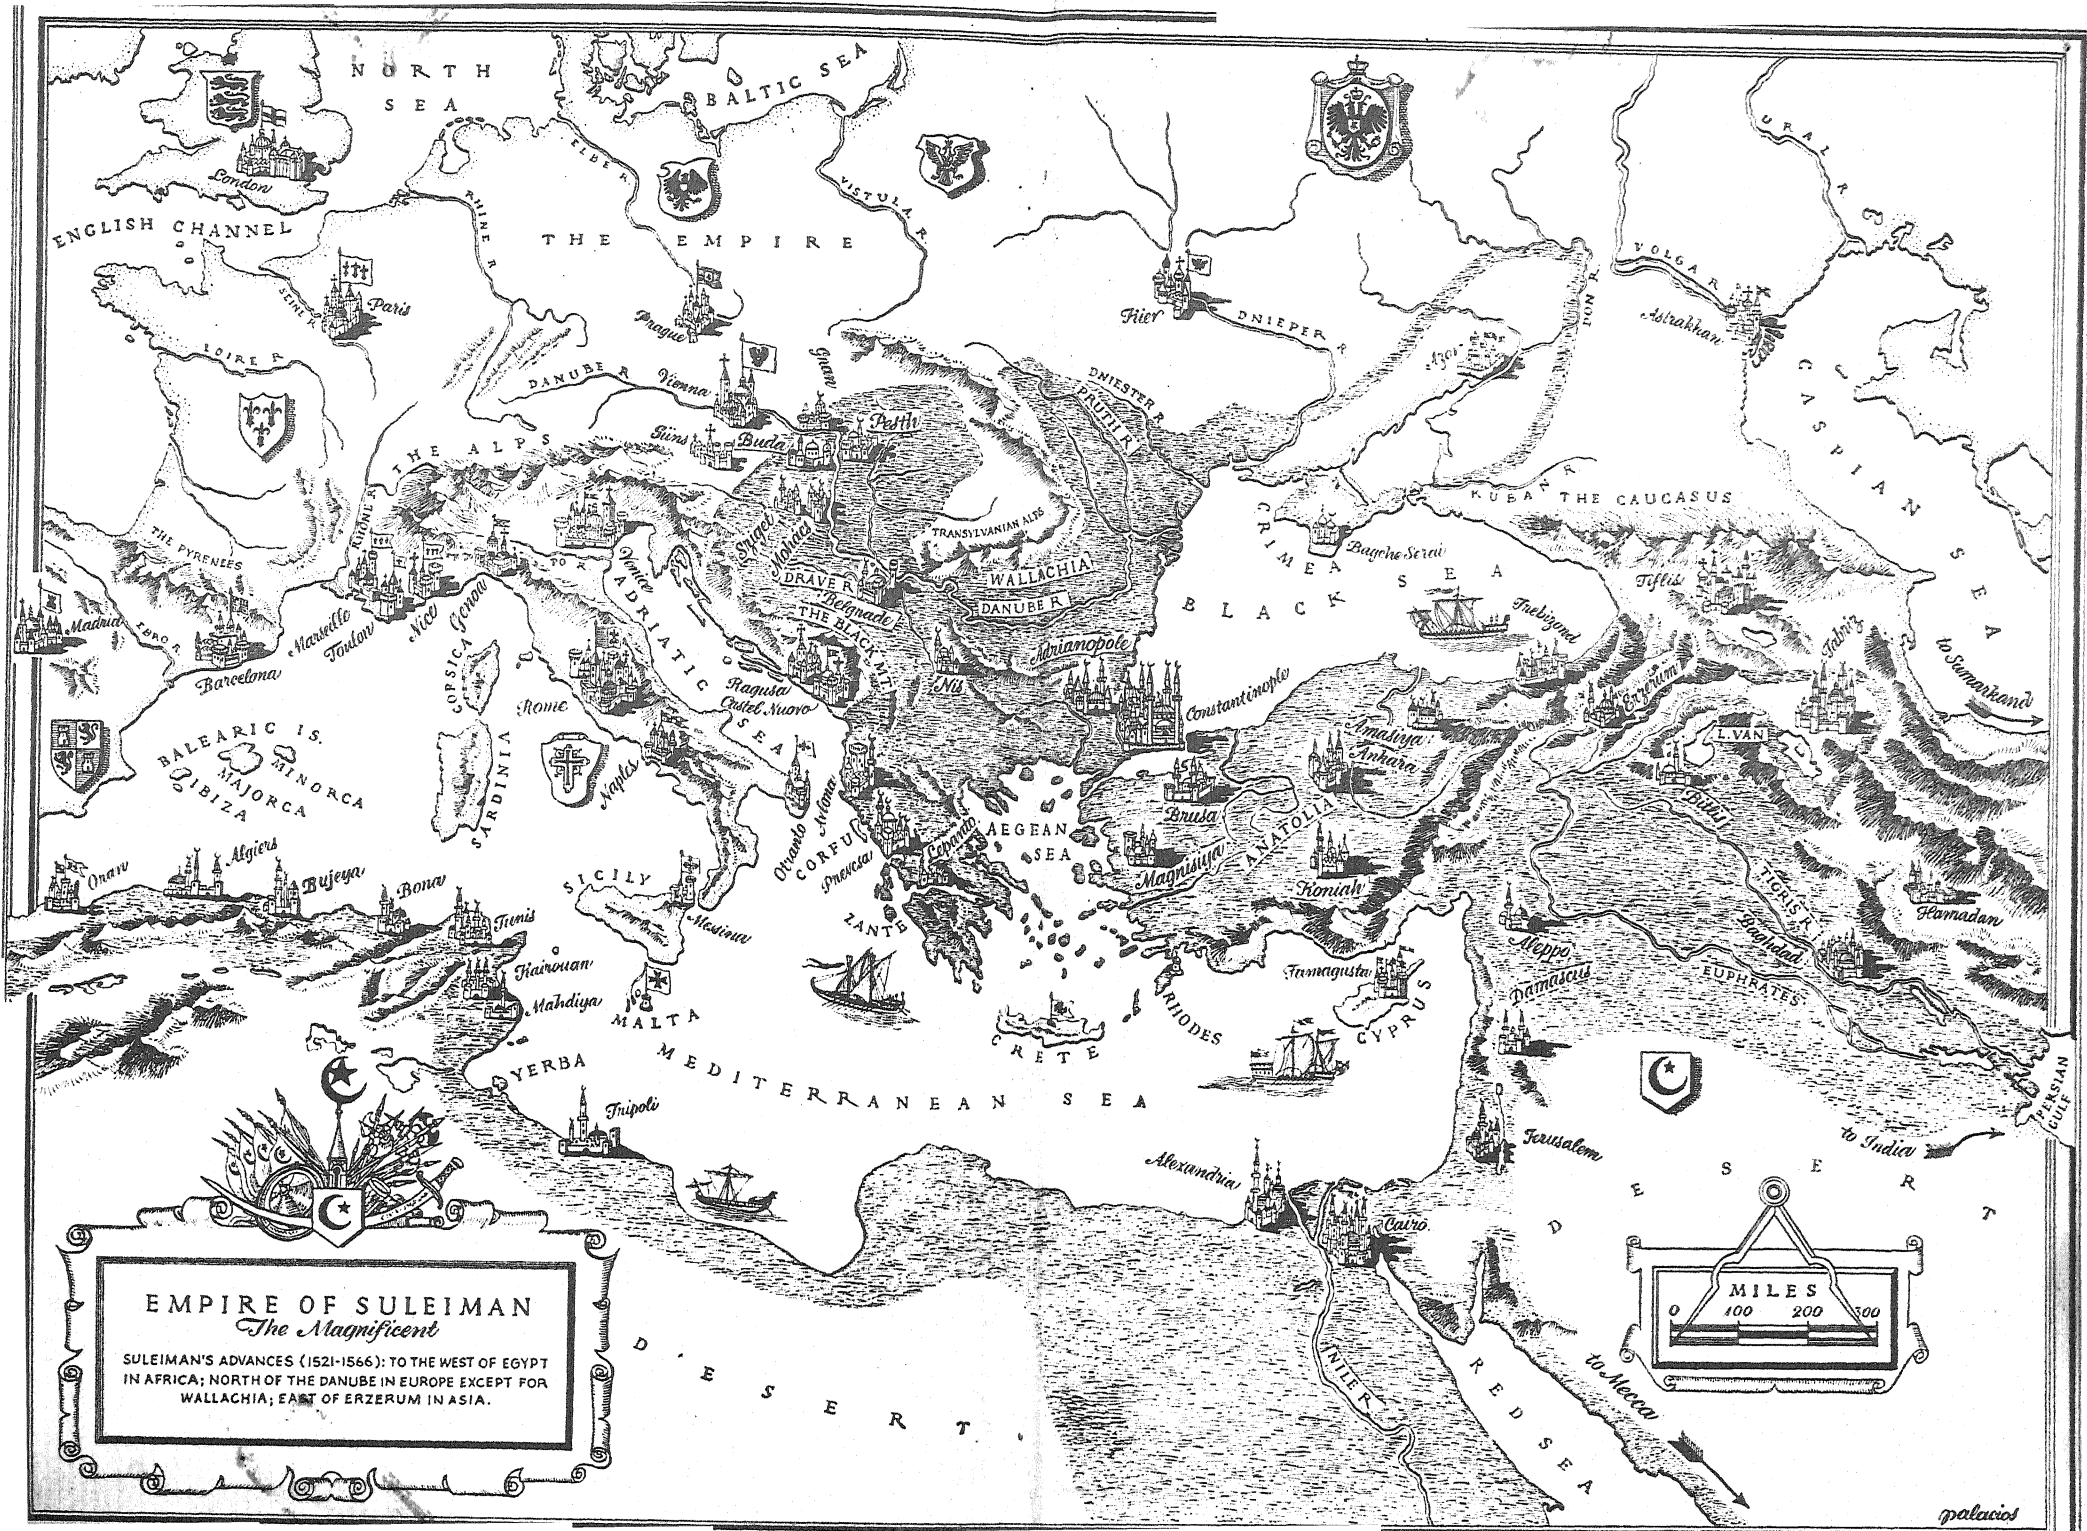 NORTH
SEA
BALTIC SEA
London
ENGLISH CHANNEL
ELBE R
RHINE R
VISTULA R
THE EMPIRE
URAL R
VOLGA R
DON R
SEINE R
Paris
Prague
Kier
DNIEPER R
Azov
Astrakhan
LOIRE R
DANUBE R
Vienna
Gran
DNIESTER R
PRUTH R
CASPIAN SEA
THE ALPS
Güns
Buda
Pesth
RHONE R
THE PYRENEES
Venice
PO R
Sziget
Mohacs
TRANSYLVANIAN ALPS
WALLACHIA
DRAVE R
DANUBE R
Belgrade
THE BLACK MT.
CRIMEA
Bagche Serai
KUBAN R
THE CAUCASUS
BLACK SEA
Tiflis
Trebizond
Tabriz
to Samarkand
Madrid
EBRO R
Barcelona
Marseille
Toulon
Nice
Genoa
CORSICA
ADRIATIC SEA
Rome
Ragusa
Castel Nuovo
Nis
Adrianopole
Constantinople
Erzerum
Amasiya
Ankara
L. VAN
BALEARIC IS.
MINORCA
MAJORCA
IBIZA
SARDINIA
Naples
Otranto
Avlona
CORFU
Prevesa
Lepanto
AEGEAN
SEA
Brusa
ANATOLIA
Magnisiya
Koniah
Bitlis
TIGRIS R
Hamadan
Baghdad
EUPHRATES
Oran
Algiers
Bujeya
Bona
Tunis
SICILY
Messina
ZANTE
Kairouan
Mahdiya
MALTA
CRETE
RHODES
Famagusta
CYPRUS
Aleppo
Damascus
PERSIAN
GULF
YERBA
MEDITERRANEAN SEA
Tripoli
Alexandria
Cairo
Jerusalem
to India
DESERT
MILES
0 100 200 300
EMPIRE OF SULEIMAN
The Magnificent
SULEIMAN'S ADVANCES (1521-1566): TO THE WEST OF EGYPT
IN AFRICA; NORTH OF THE DANUBE IN EUROPE EXCEPT FOR
WALLACHIA; EAST OF ERZERUM IN ASIA.
DESERT
NILE R
RED SEA
to Mecca
palacios